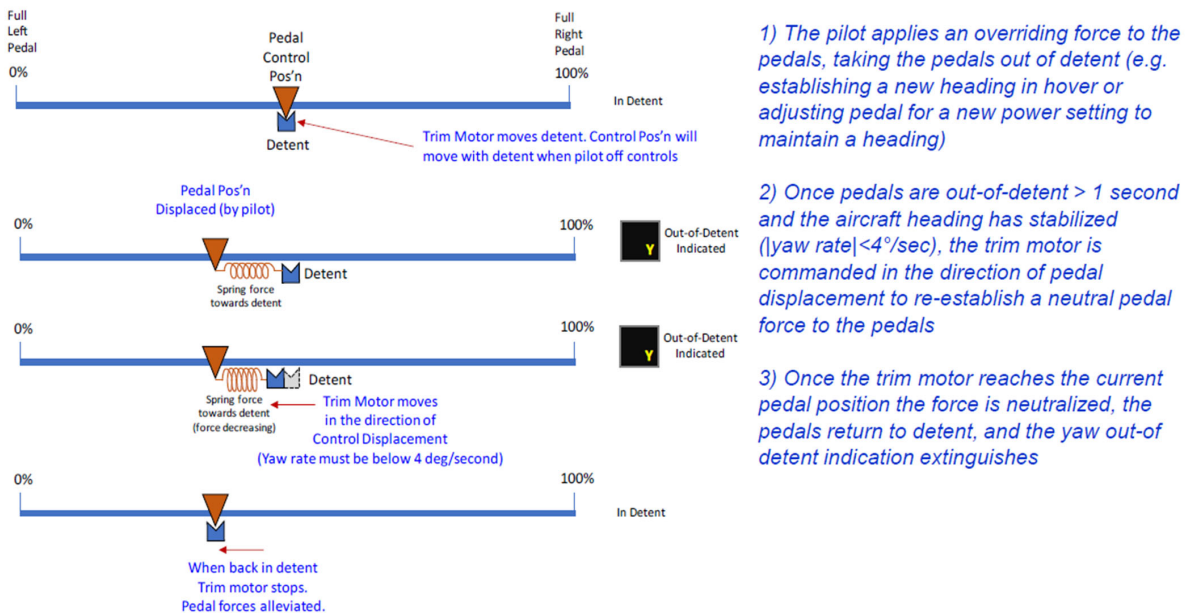 Full
Left
Pedal
0%
Pedal
Control
Pos'n
Full
Right
Pedal
100%
In Detent
Detent
Trim Motor moves detent. Control Pos'n will
move with detent when pilot off controls
Pedal Pos'n
Displaced (by pilot)
0%
100%
Detent
Spring force
towards detent
Y
Out-of-Detent
Indicated
0%
100%
Detent
Spring force
towards detent
(force decreasing)
Trim Motor moves
in the direction of
Control Displacement
(Yaw rate must be below 4 deg/second)
Y
Out-of-Detent
Indicated
0%
100%
In Detent
When back in detent
Trim motor stops.
Pedal forces alleviated.
1) The pilot applies an overriding force to the
pedals, taking the pedals out of detent (e.g.
establishing a new heading in hover or
adjusting pedal for a new power setting to
maintain a heading)
2) Once pedals are out-of-detent > 1 second
and the aircraft heading has stabilized
(|yaw rate|<4°/sec), the trim motor is
commanded in the direction of pedal
displacement to re-establish a neutral pedal
force to the pedals
3) Once the trim motor reaches the current
pedal position the force is neutralized, the
pedals return to detent, and the yaw out-of
detent indication extinguishes